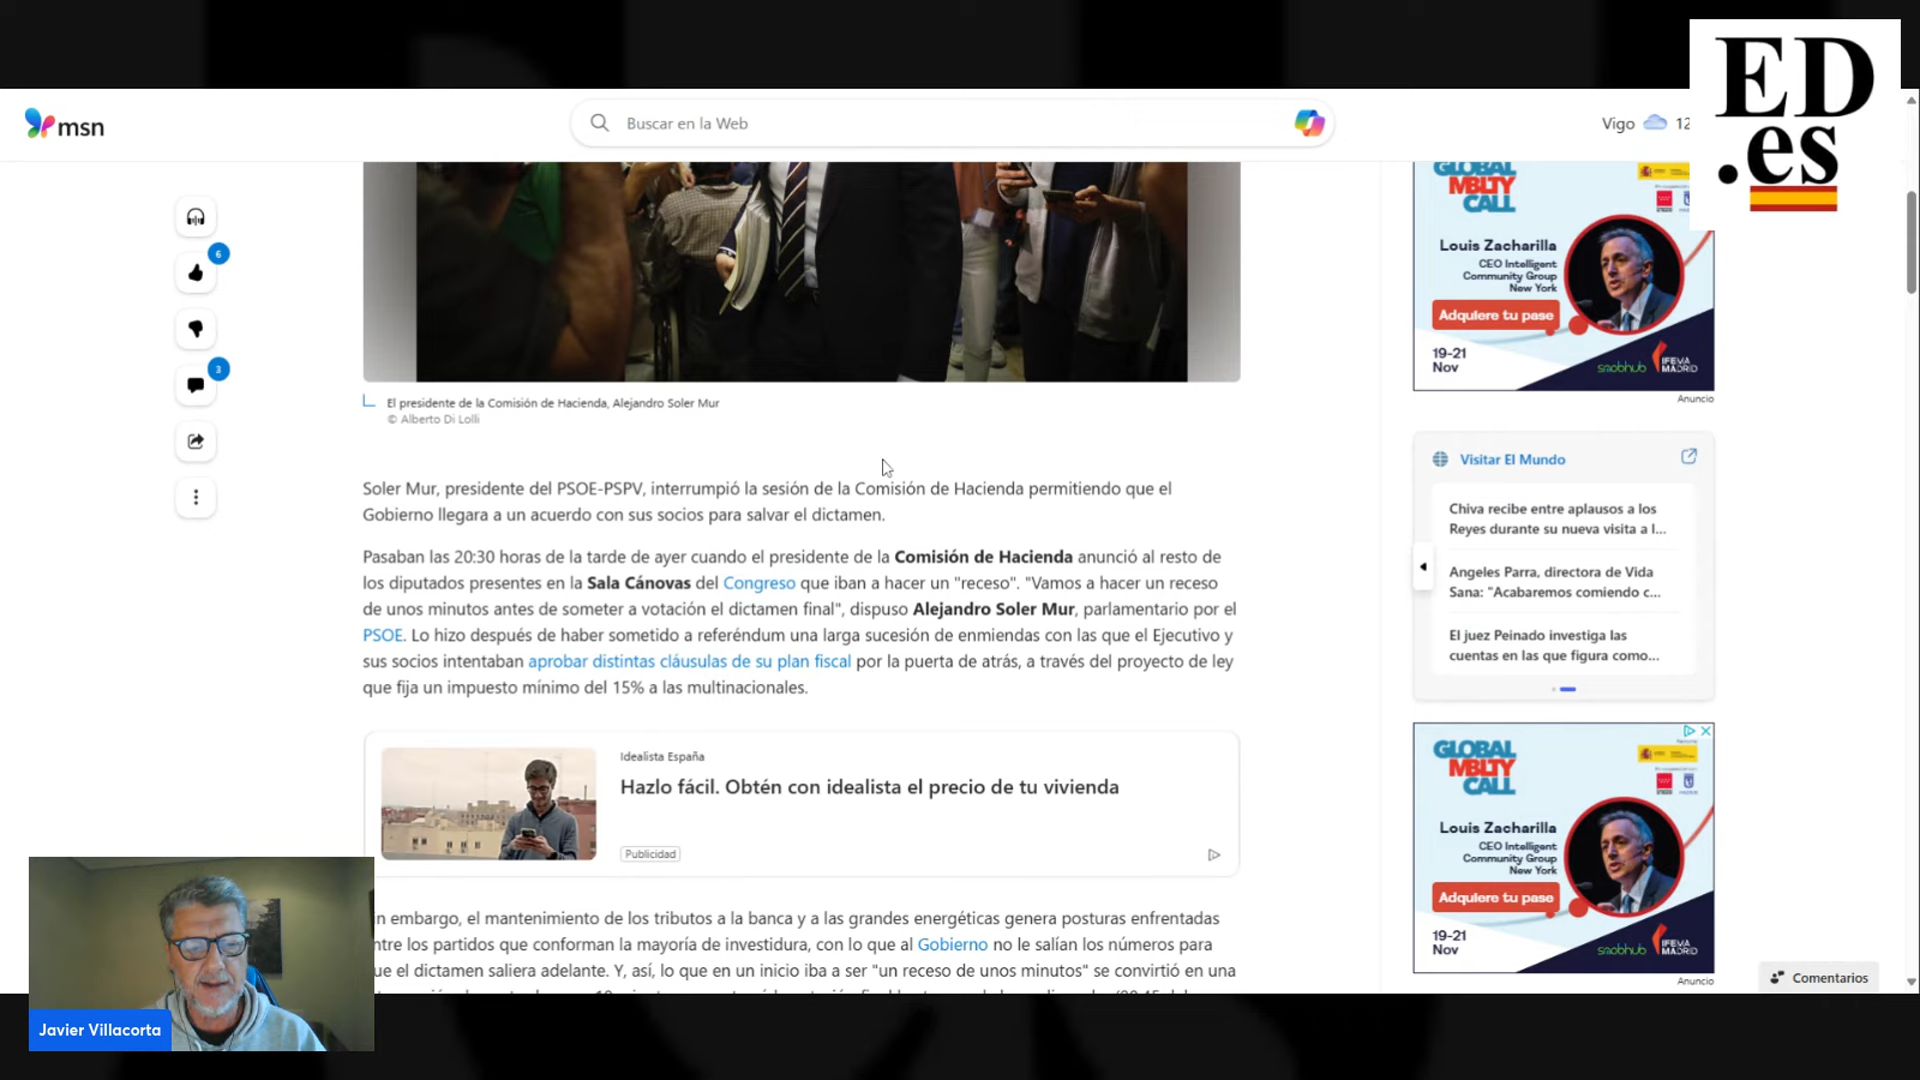 msn
Buscar en la Web
Vigo
12
ED
.es
6
3
El presidente de la Comisión de Hacienda, Alejandro Soler Mur
© Alberto Di Lolli
Soler Mur, presidente del PSOE-PSPV, interrumpió la sesión de la Comisión de Hacienda permitiendo que el
Gobierno llegara a un acuerdo con sus socios para salvar el dictamen.
Pasaban las 20:30 horas de la tarde de ayer cuando el presidente de la Comisión de Hacienda anunció al resto de
los diputados presentes en la Sala Cánovas del Congreso que iban a hacer un "receso". "Vamos a hacer un receso
de unos minutos antes de someter a votación el dictamen final", dispuso Alejandro Soler Mur, parlamentario por el
PSOE. Lo hizo después de haber sometido a referéndum una larga sucesión de enmiendas con las que el Ejecutivo y
sus socios intentaban aprobar distintas cláusulas de su plan fiscal por la puerta de atrás, a través del proyecto de ley
que fija un impuesto mínimo del 15% a las multinacionales.
Idealista España
Hazlo fácil. Obtén con idealista el precio de tu vivienda
Publicidad
in embargo, el mantenimiento de los tributos a la banca y a las grandes energéticas genera posturas enfrentadas
ntre los partidos que conforman la mayoría de investidura, con lo que al Gobierno no le salían los números para
ue el dictamen saliera adelante. Y, así, lo que en un inicio iba a ser "un receso de unos minutos" se convirtió en una
GLOBAL
MBLTY
CALL
Louis Zacharilla
CEO Intelligent
Community Group
New York
Adquiere tu pase
19-21
Nov
IFEMA
MADRID
Anuncio
Visitar El Mundo
Chiva recibe entre aplausos a los
Reyes durante su nueva visita a l...
Angeles Parra, directora de Vida
Sana: "Acabaremos comiendo c...
El juez Peinado investiga las
cuentas en las que figura como...
GLOBAL
MBLTY
CALL
Louis Zacharilla
CEO Intelligent
Community Group
New York
Adquiere tu pase
19-21
Nov
IFEMA
MADRID
Anuncio
Comentarios
Javier Villacorta